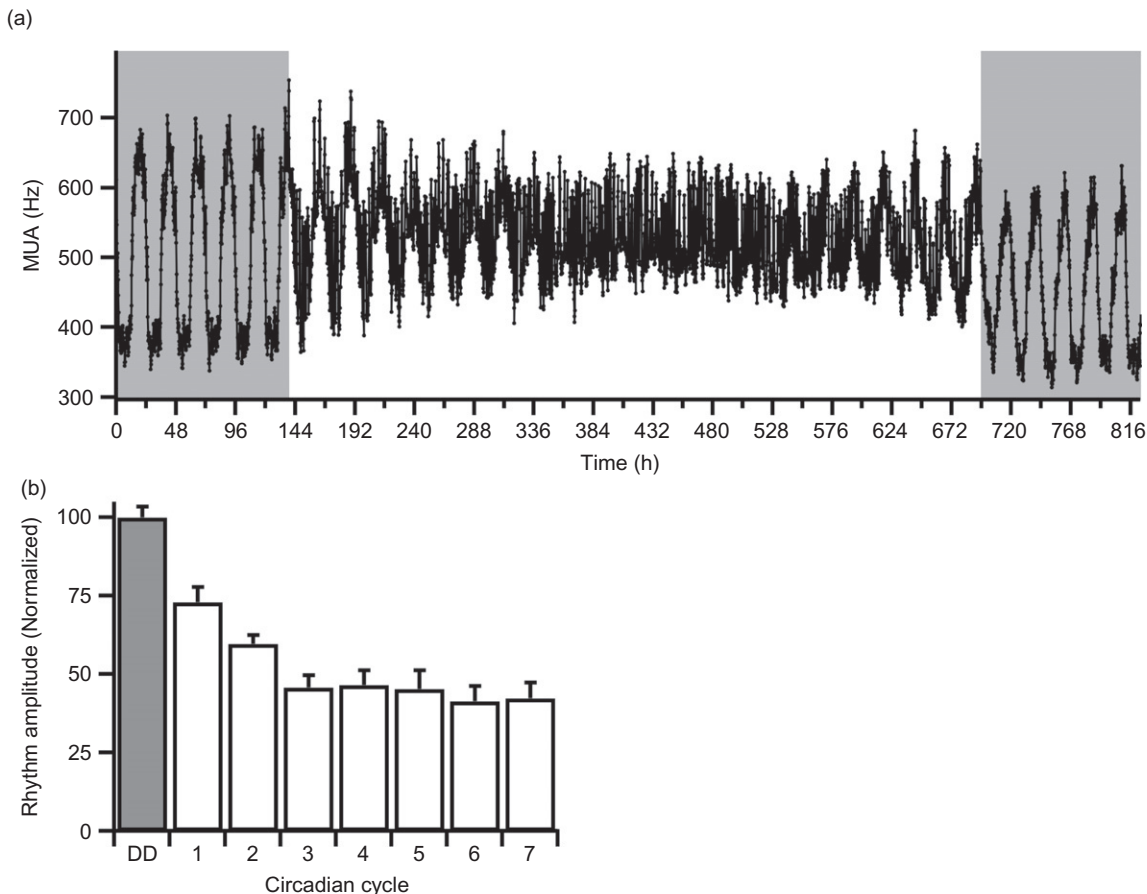 (a)
MUA (Hz)
700
600
500
400
300
0 48 96 144 192 240 288 336 384 432 480 528 576 624 672 720 768 816
Time (h)
(b)
Rhythm amplitude (Normalized)
100
75
50
25
0
DD 1 2 3 4 5 6 7
Circadian cycle